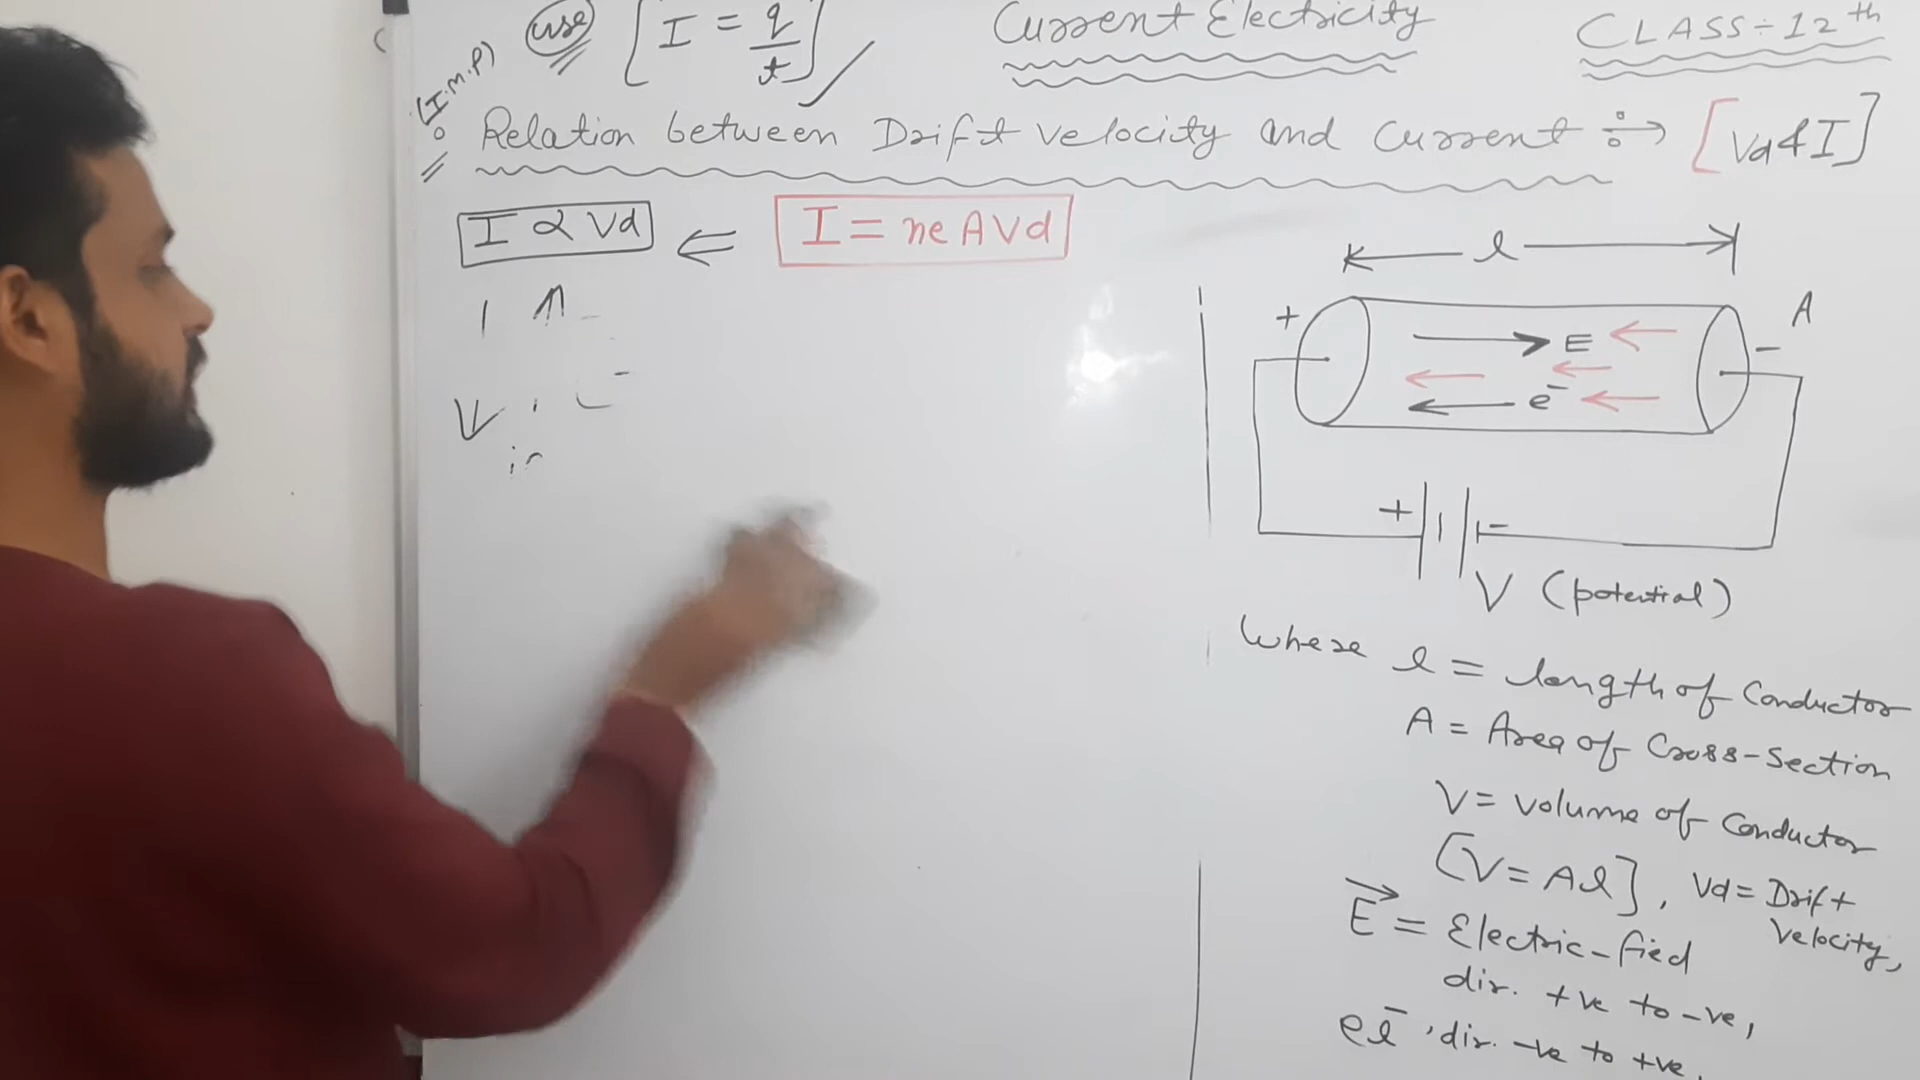 use [I = q/t]
Current Electricity
CLASS÷12th
(I.M.P)
Relation between Drift velocity and Current ÷→ [Vd & I]
I ∝ Vd ⇐ I = neAVd
l
+ E - A
e⁻
+ -
V (potential)
where l = length of Conductor
A = Area of Cross-Section
V = volume of Conductor
[V = Al], Vd = Drift
velocity,
E = Electric-fied
dir. +ve to -ve,
el⁻, dir. -ve to +ve,